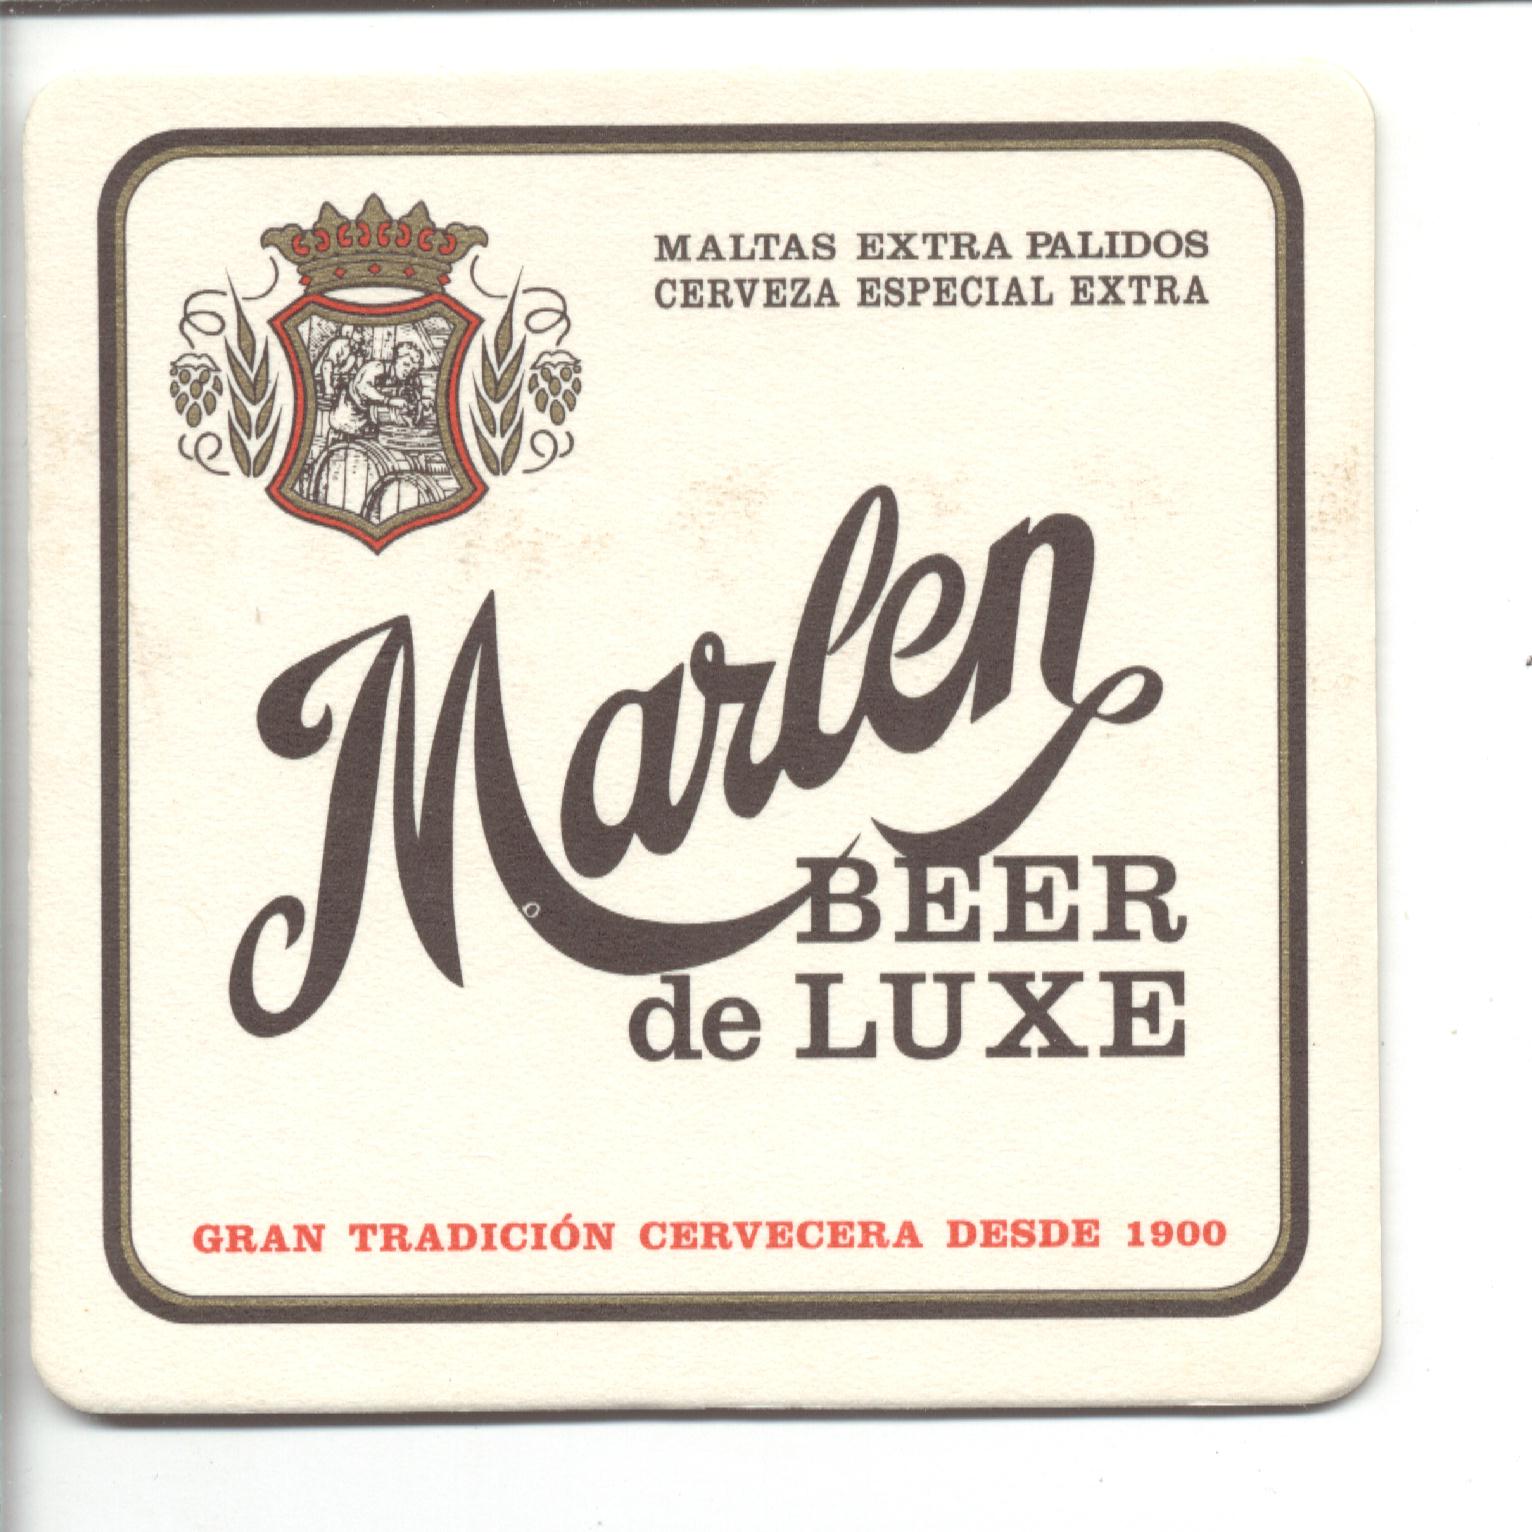 MALTAS EXTRA PALIDOS
CERVEZA ESPECIAL EXTRA
Marlen
BEER
de LUXE
GRAN TRADICIÓN CERVECERA DESDE 1900